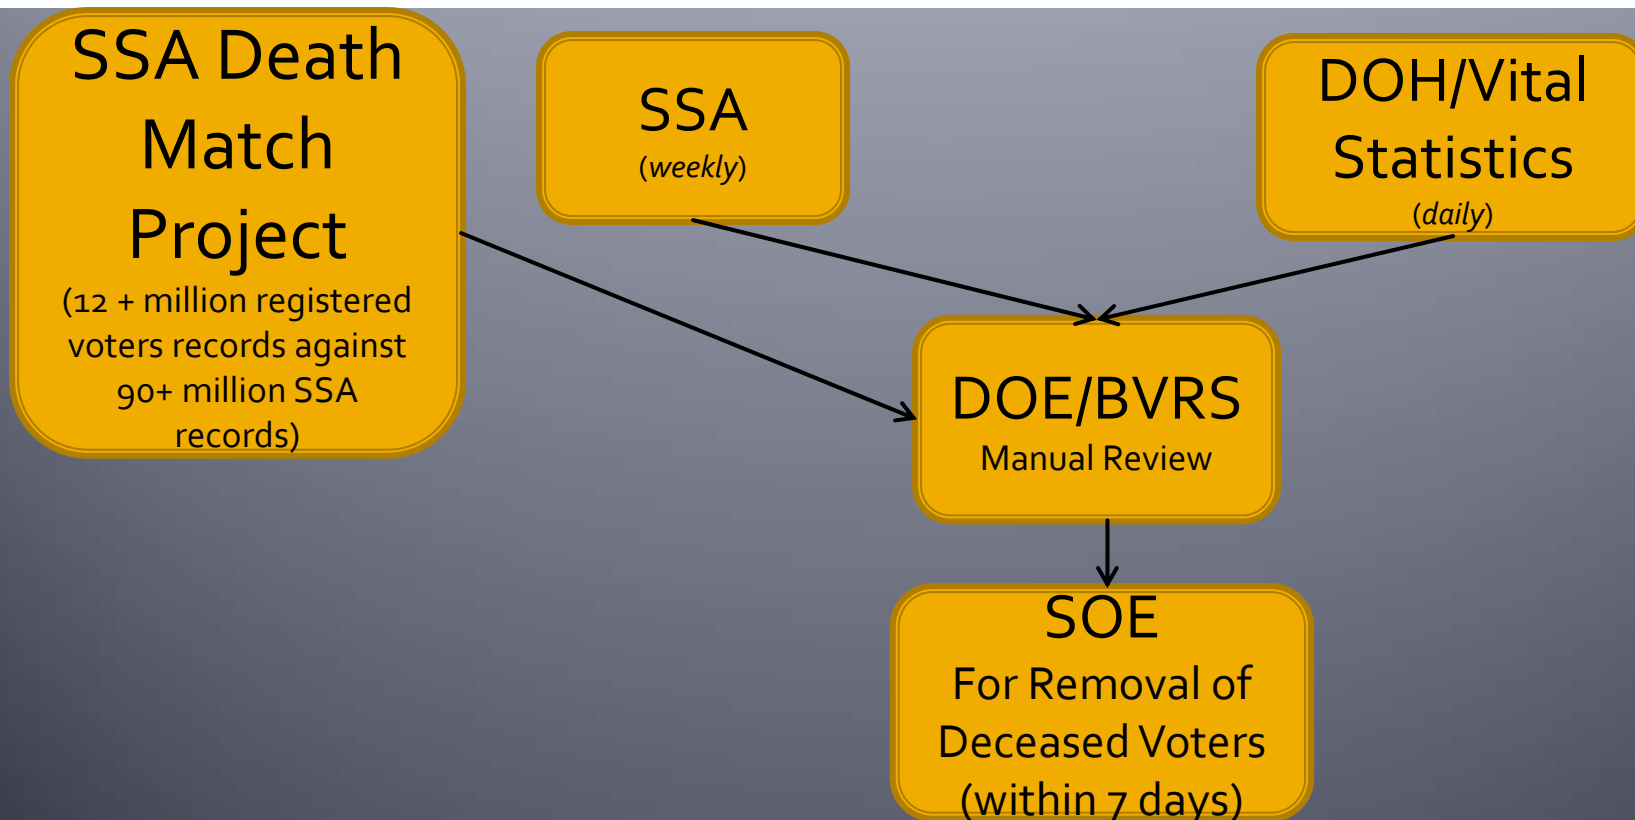 SSA Death
Match
Project
(12 + million registered
voters records against
90+ million SSA
records)
SSA
(weekly)
DOH/Vital
Statistics
(daily)
DOE/BVRS
Manual Review
SOE
For Removal of
Deceased Voters
(within 7 days)